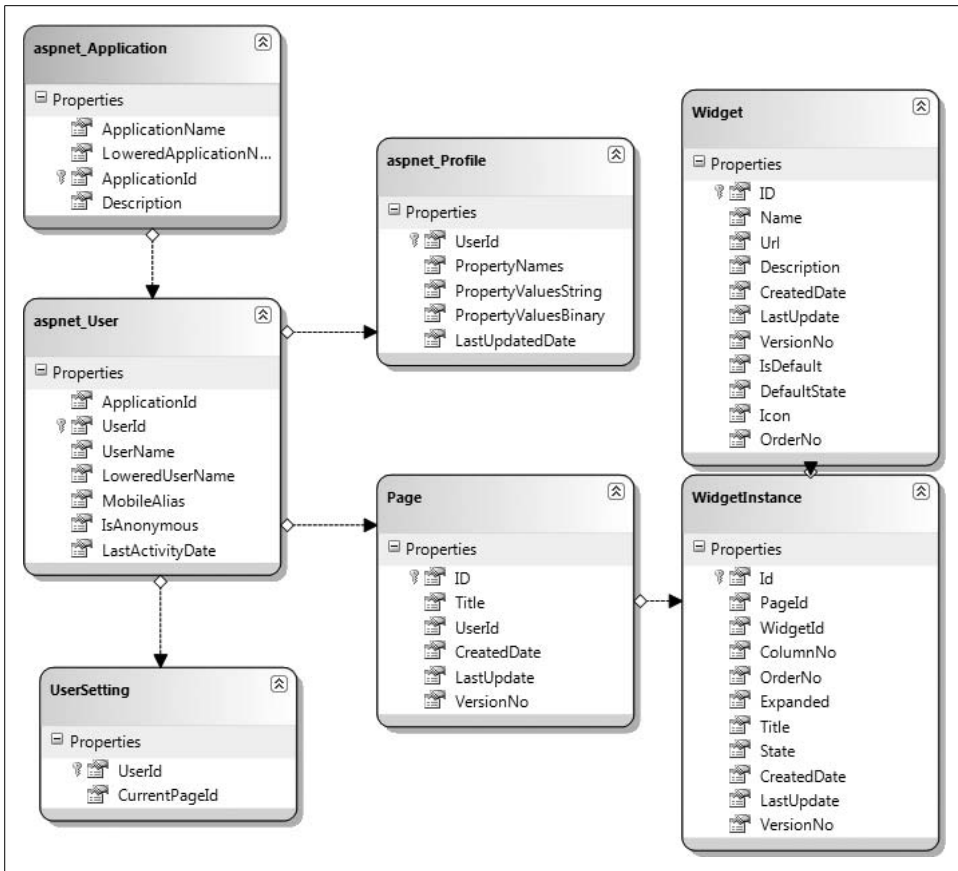 aspnet_Application
Properties
ApplicationName
LoweredApplicationN...
ApplicationId
Description
aspnet_User
Properties
ApplicationId
UserId
UserName
LoweredUserName
MobileAlias
IsAnonymous
LastActivityDate
UserSetting
Properties
UserId
CurrentPageId
aspnet_Profile
Properties
UserId
PropertyNames
PropertyValuesString
PropertyValuesBinary
LastUpdatedDate
Page
Properties
ID
Title
UserId
CreatedDate
LastUpdate
VersionNo
Widget
Properties
ID
Name
Url
Description
CreatedDate
LastUpdate
VersionNo
IsDefault
DefaultState
Icon
OrderNo
WidgetInstance
Properties
Id
PageId
WidgetId
ColumnNo
OrderNo
Expanded
Title
State
CreatedDate
LastUpdate
VersionNo